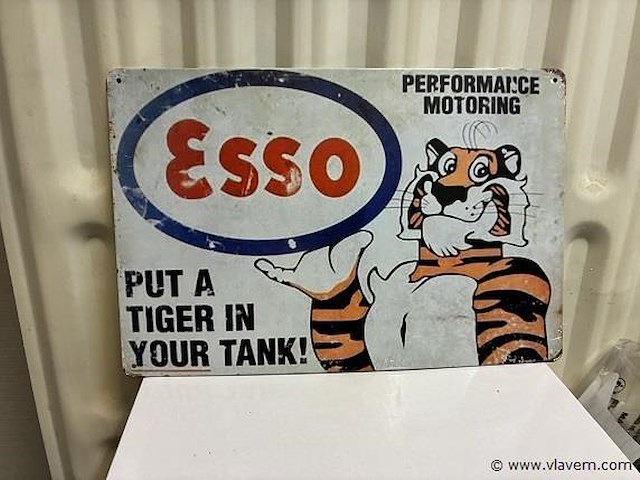 PERFORMANCE
MOTORING
Esso
PUT A
TIGER IN
YOUR TANK!
© www.vlavem.com